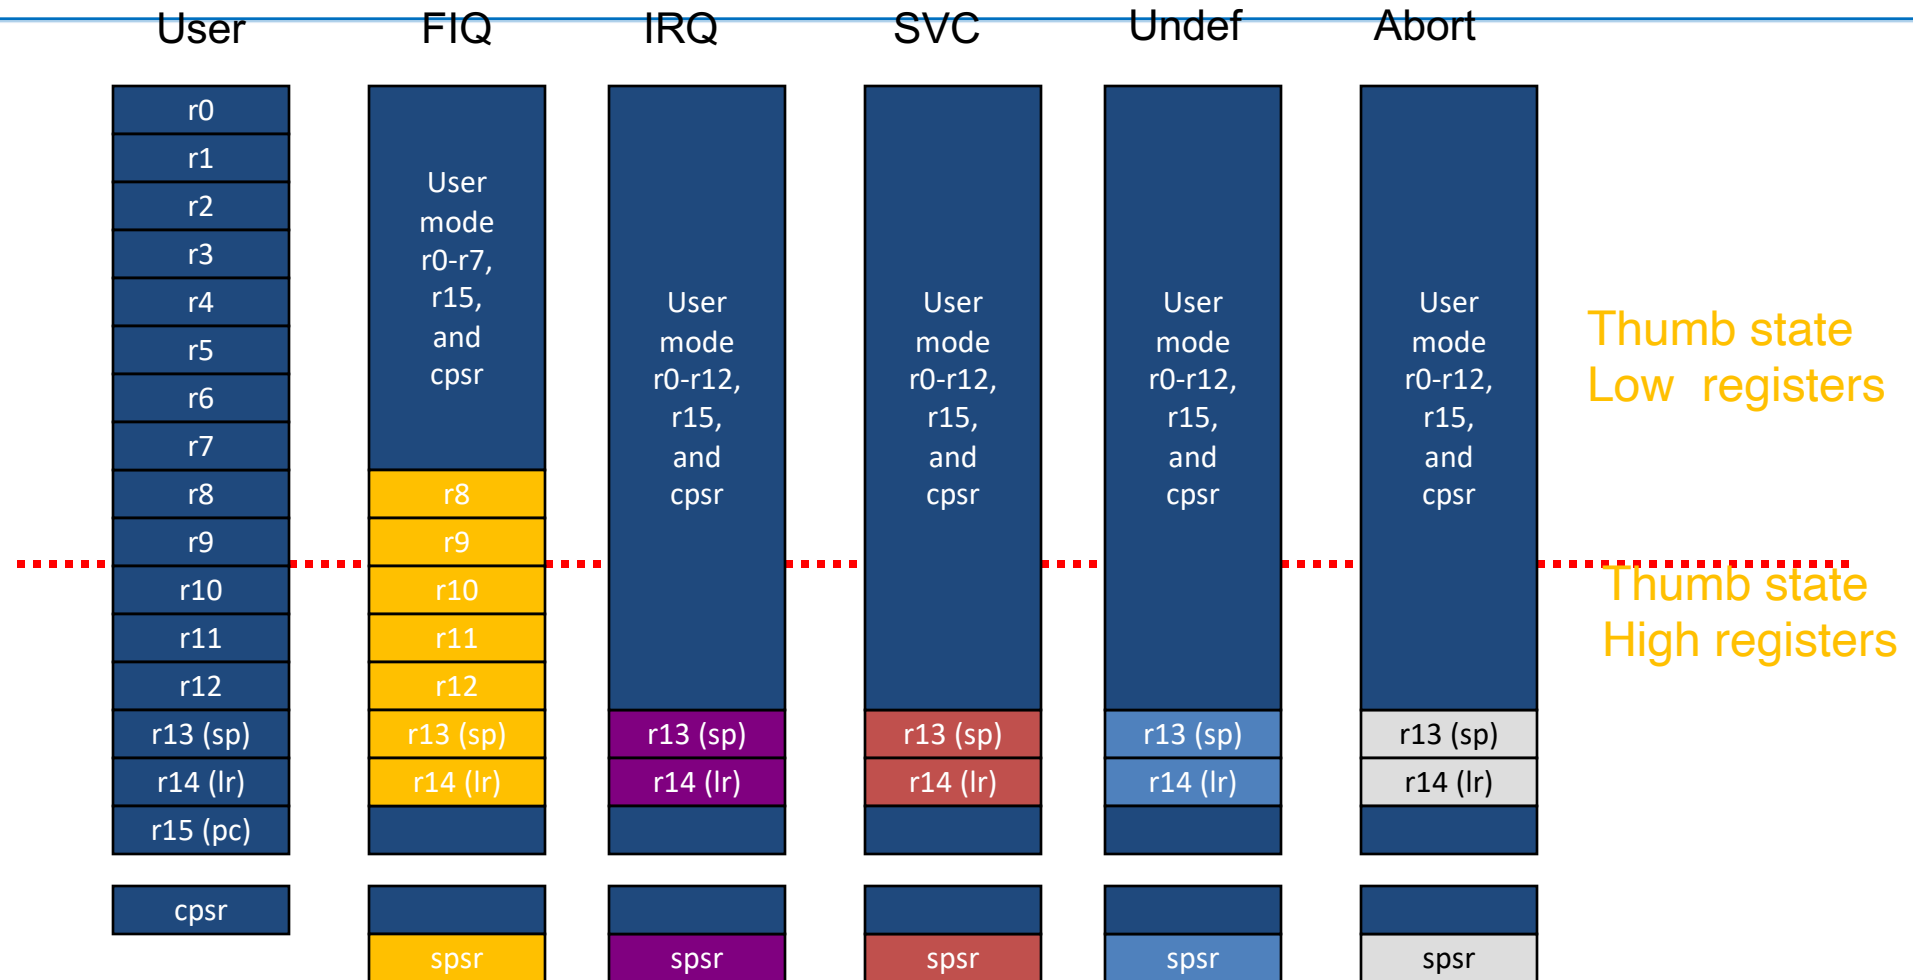 User
FIQ
IRQ
SVC
Undef
Abort
r0
r1
r2
r3
r4
r5
r6
r7
r8
r9
r10
r11
r12
r13 (sp)
r14 (lr)
r15 (pc)
cpsr
User
mode
r0-r7,
r15,
and
cpsr
r8
r9
r10
r11
r12
r13 (sp)
r14 (lr)
spsr
User
mode
r0-r12,
r15,
and
cpsr
r13 (sp)
r14 (lr)
spsr
User
mode
r0-r12,
r15,
and
cpsr
r13 (sp)
r14 (lr)
spsr
User
mode
r0-r12,
r15,
and
cpsr
r13 (sp)
r14 (lr)
spsr
User
mode
r0-r12,
r15,
and
cpsr
r13 (sp)
r14 (lr)
spsr
Thumb state
Low registers
Thumb state
High registers